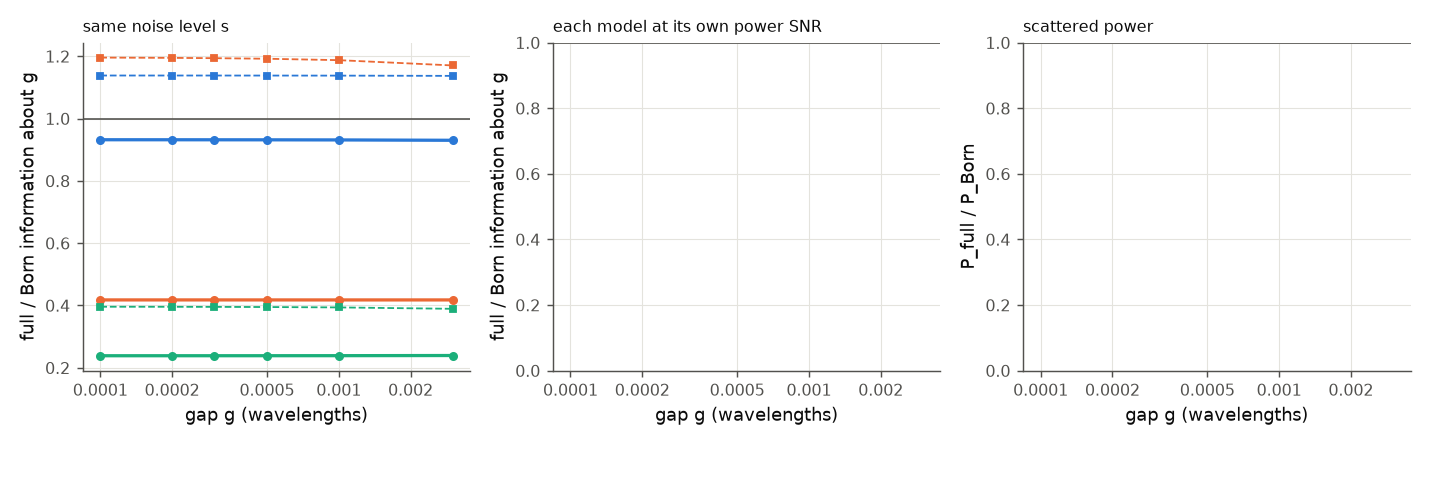 same noise level s
full / Born information about g
1.2
1.0
0.8
0.6
0.4
0.2
0.0001 0.0002 0.0005 0.001 0.002
gap g (wavelengths)
each model at its own power SNR
full / Born information about g
1.0
0.8
0.6
0.4
0.2
0.0
0.0001 0.0002 0.0005 0.001 0.002
gap g (wavelengths)
scattered power
P_full / P_Born
1.0
0.8
0.6
0.4
0.2
0.0
0.0001 0.0002 0.0005 0.001 0.002
gap g (wavelengths)